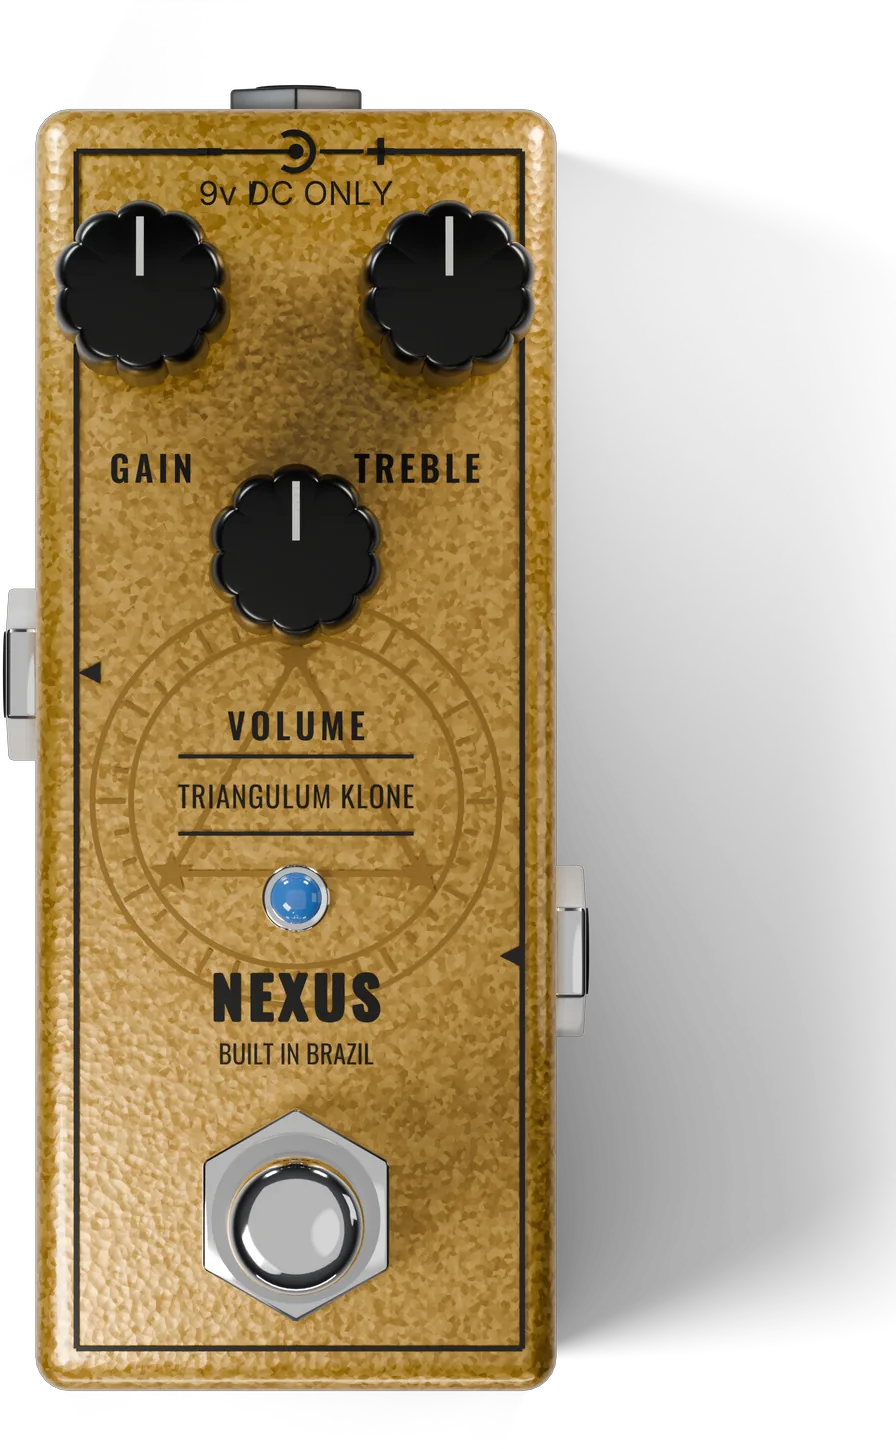 9v DC ONLY
GAIN TREBLE
VOLUME
TRIANGULUM KLONE
NEXUS
BUILT IN BRAZIL